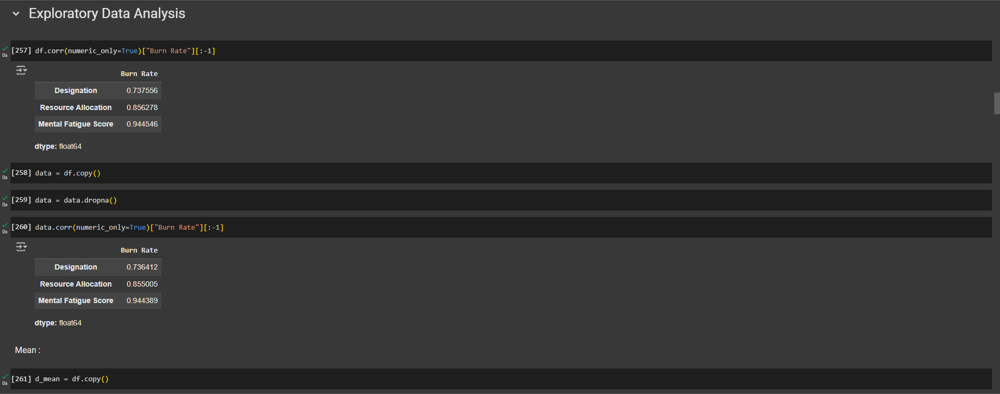 Exploratory Data Analysis
[257] df.corr(numeric_only=True)["Burn Rate"][:-1]
0s
Burn Rate
Designation 0.737556
Resource Allocation 0.856278
Mental Fatigue Score 0.944546
dtype: float64
[258] data = df.copy()
0s
[259] data = data.dropna()
0s
[260] data.corr(numeric_only=True)["Burn Rate"][:-1]
0s
Burn Rate
Designation 0.736412
Resource Allocation 0.855005
Mental Fatigue Score 0.944389
dtype: float64
Mean :
[261] d_mean = df.copy()
0s